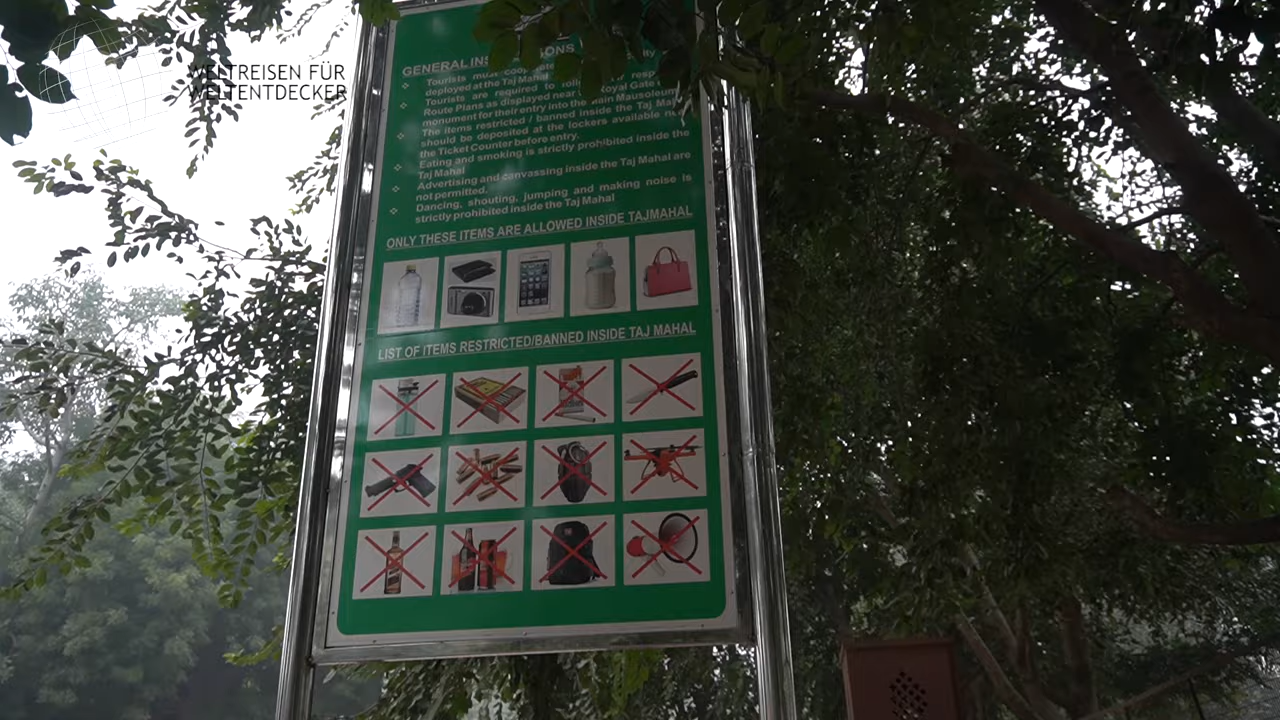 WELTREISEN FÜR
WELTENTDECKER
GENERAL
Tourists must
deployed at the Taj Mahal
Tourists are required to
Route Plans as displayed near Royal Gate
monument for their entry into the Main Mausoleum
The items restricted / banned inside the Taj
should be deposited at the lockers available
the Ticket Counter before entry.
Eating and smoking is strictly prohibited inside the
Taj Mahal
Advertising and canvassing inside the Taj Mahal are
not permitted.
Dancing, shouting, jumping and making noise is
strictly prohibited inside the Taj Mahal
ONLY THESE ITEMS ARE ALLOWED INSIDE TAJMAHAL
LIST OF ITEMS RESTRICTED/BANNED INSIDE TAJ MAHAL